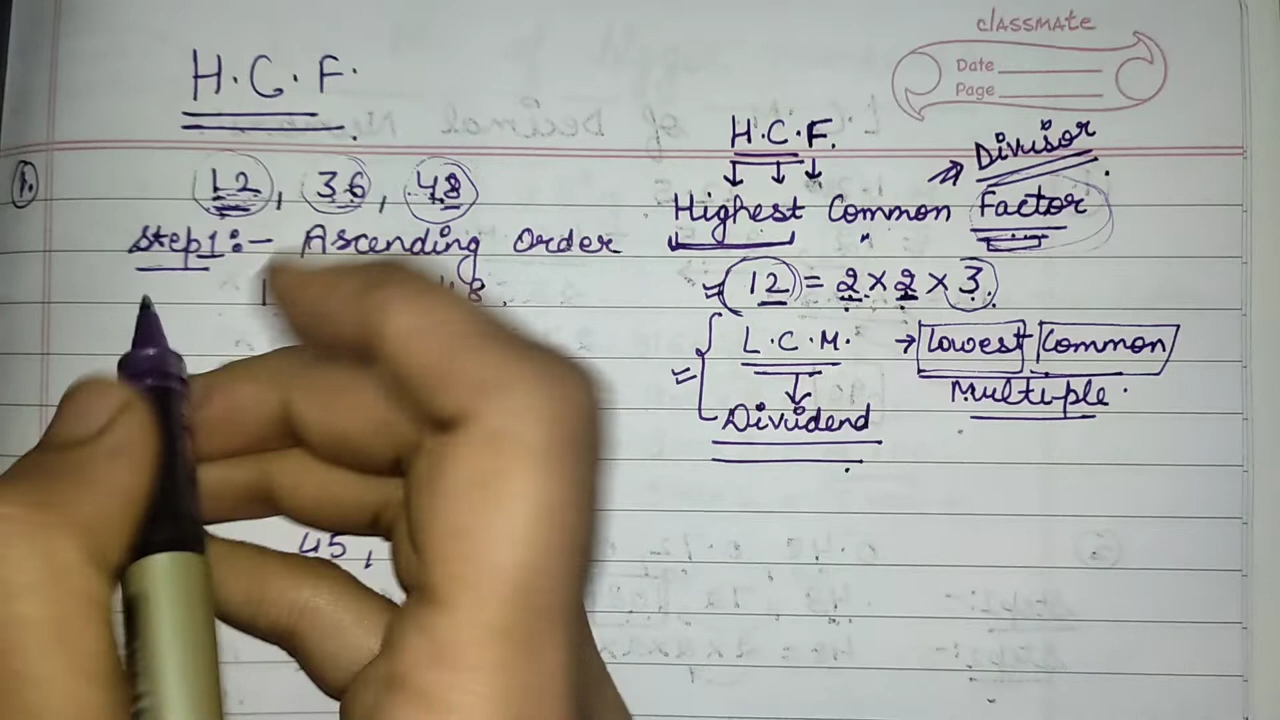 classmate
Date
Page
H.C.F.
1. 12, 36, 48
Step1:- Ascending Order
48.
45,
H.C.F.
Divisor
Highest Common Factor
= 12 = 2 × 2 × 3.
= L.C.M. → Lowest Common
Multiple.
Dividend